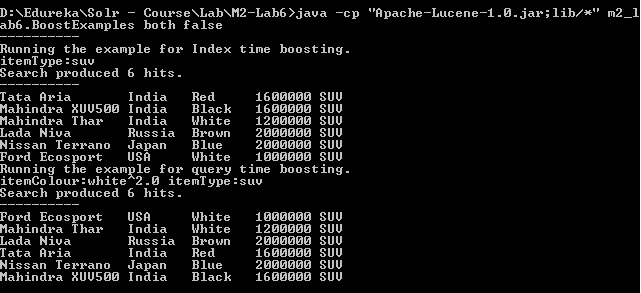 D:\Edureka\Solr - Course\Lab\M2-Lab6>java -cp "Apache-Lucene-1.0.jar;lib/*" m2_l
ab6.BoostExamples both false
----------
Running the example for Index time boosting.
itemType:suv
Search produced 6 hits.
----------
Tata Aria       India   Red     1600000 SUV
Mahindra XUV500 India   Black   1600000 SUV
Mahindra Thar   India   White   1200000 SUV
Lada Niva       Russia  Brown   2000000 SUV
Nissan Terrano  Japan   Blue    2000000 SUV
Ford Ecosport   USA     White   1000000 SUV
Running the example for query time boosting.
itemColour:white^2.0 itemType:suv
Search produced 6 hits.
----------
Ford Ecosport   USA     White   1000000 SUV
Mahindra Thar   India   White   1200000 SUV
Lada Niva       Russia  Brown   2000000 SUV
Tata Aria       India   Red     1600000 SUV
Nissan Terrano  Japan   Blue    2000000 SUV
Mahindra XUV500 India   Black   1600000 SUV